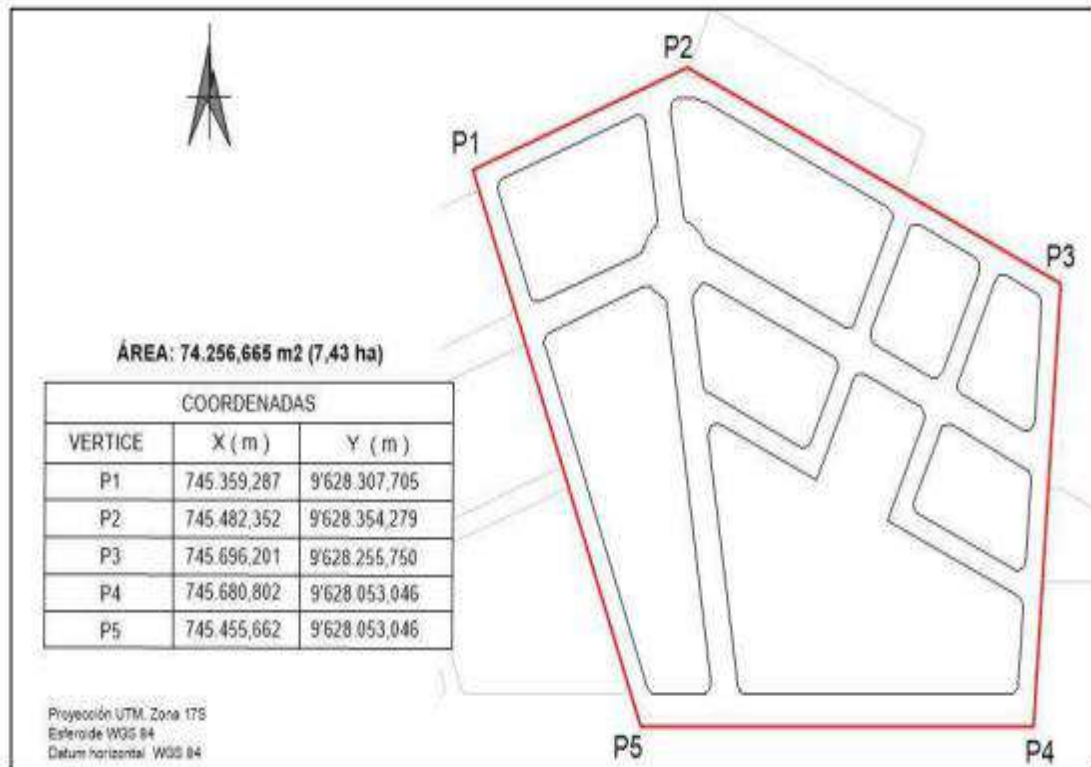 P2
P1
P3
ÁREA: 74.256,665 m2 (7,43 ha)
COORDENADAS
VERTICE X ( m ) Y ( m )
P1 745.359,287 9'628.307,705
P2 745.482,352 9'628.354,279
P3 745.696,201 9'628.255,750
P4 745.680,802 9'628.053,046
P5 745.455,662 9'628.053,046
Proyección UTM. Zona 17S
Esferoide WGS 84
Datum horizontal WGS 84
P5
P4